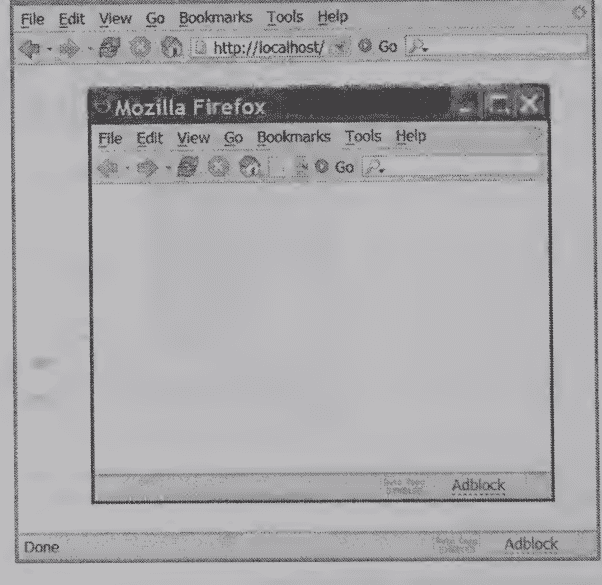 File Edit View Go Bookmarks Tools Help
http://localhost/ Go
Mozilla Firefox
File Edit View Go Bookmarks Tools Help
Go
Adblock
Done Adblock